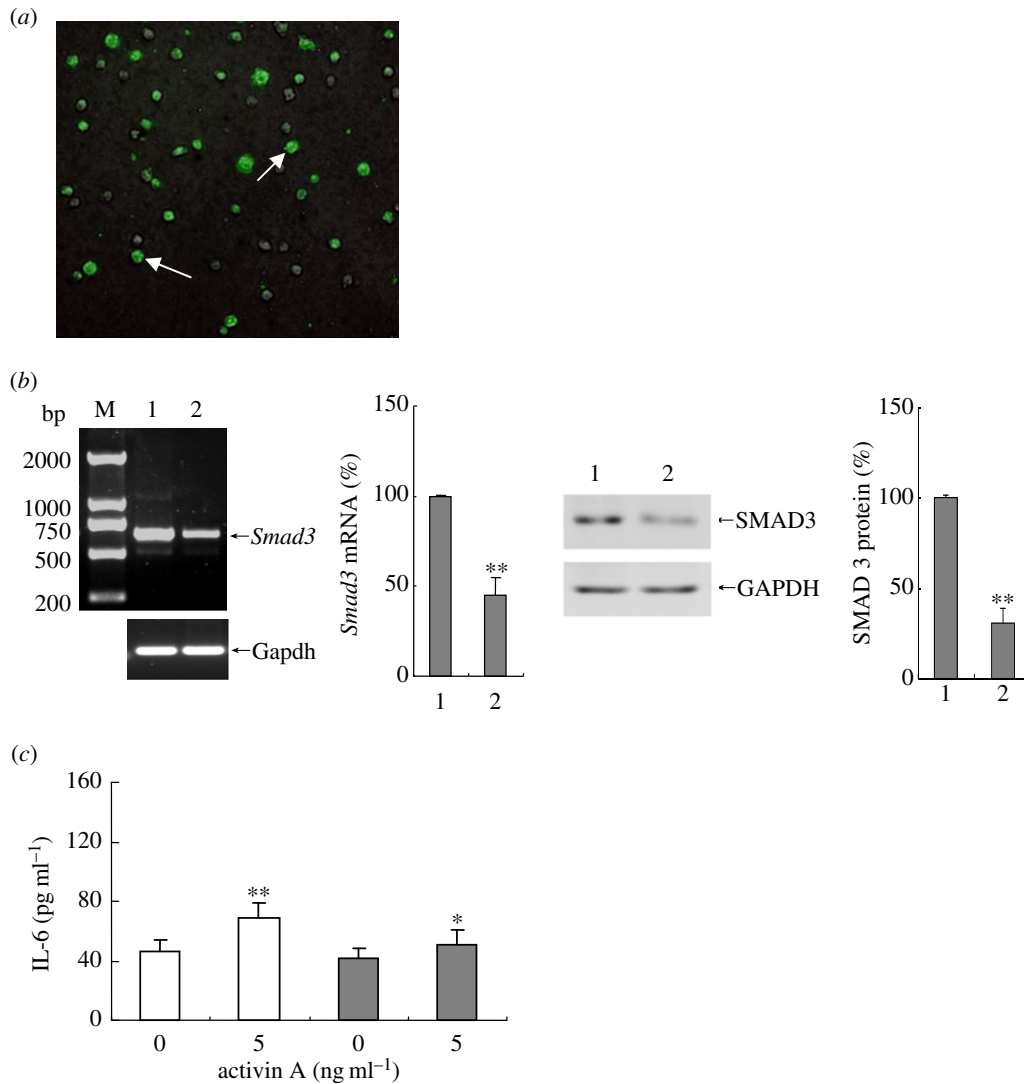 (a)
(b)
bp M 1 2
2000
1000
750
500
200
←Smad3
←Gapdh
Smad3 mRNA (%)
150
100
50
0
**
1 2
1 2
←SMAD3
←GAPDH
SMAD 3 protein (%)
150
100
50
0
**
1 2
(c)
IL-6 (pg ml⁻¹)
160
120
80
40
0
**
*
0 5 0 5
activin A (ng ml⁻¹)